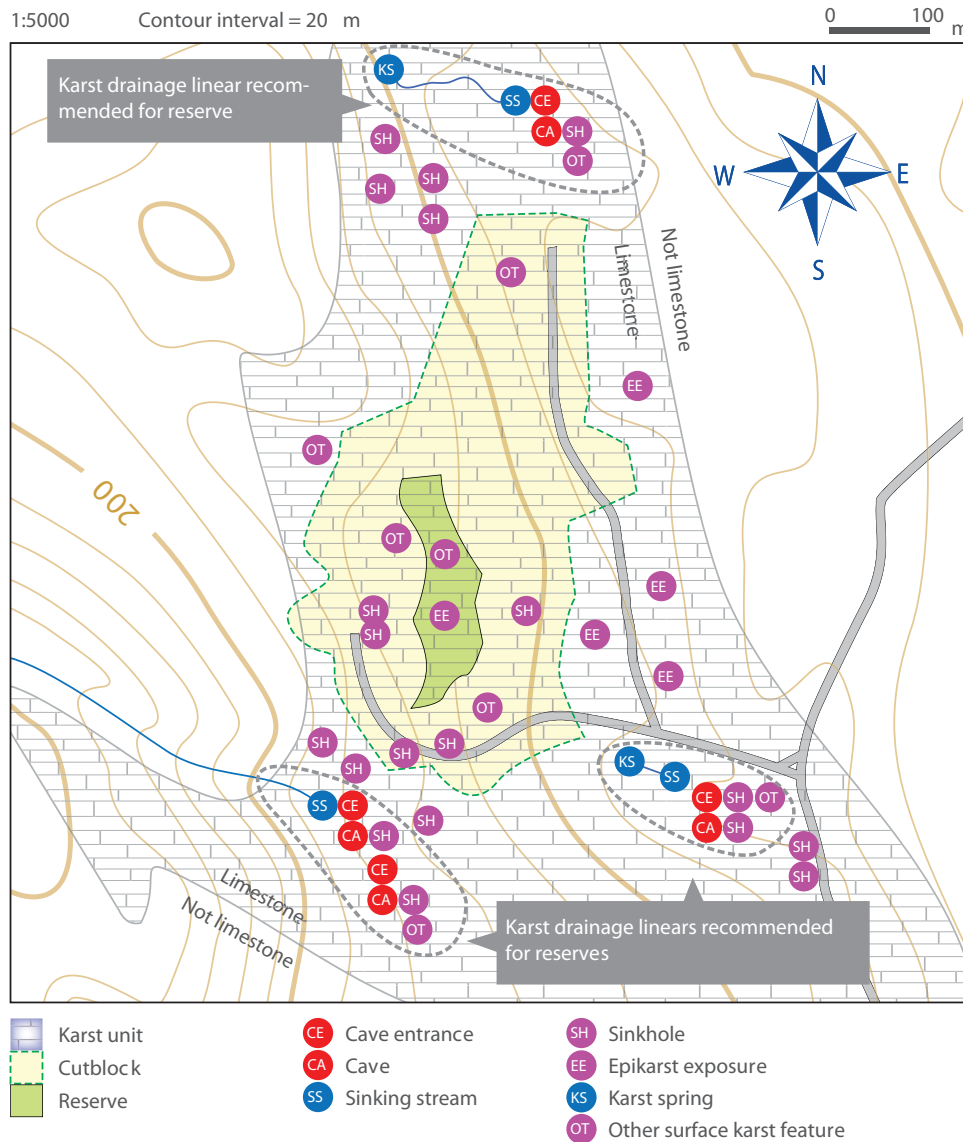 1:5000 Contour interval = 20 m
0 100 m
Karst drainage linear recom-
mended for reserve
KS
SS CE
CA SH
OT
SH
SH
SH
SH
N
W E
S
OT
Limestone
Not limestone
EE
OT
200
OT
OT
EE
SH
SH
EE
SH
EE
EE
OT
SH
SH
SH
SH
KS
SS
CE SH OT
CA SH
SS CE
CA SH
SH
CE
CA SH
OT
SH
SH
Limestone
Not limestone
Karst drainage linears recommended
for reserves
Karst unit
Cutblock
Reserve
CE Cave entrance
CA Cave
SS Sinking stream
SH Sinkhole
EE Epikarst exposure
KS Karst spring
OT Other surface karst feature